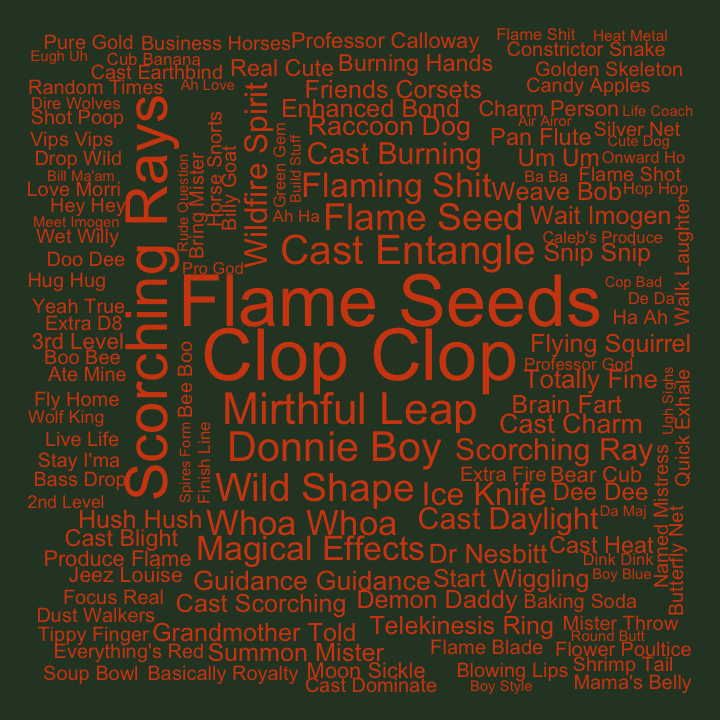 Flame Shit
Heat Metal
Pure Gold
Business Horses
Professor Calloway
Constrictor Snake
Eugh Uh
Cub Banana
Cast Earthbind
Real Cute
Burning Hands
Golden Skeleton
Random Times
Ah Love
Friends Corsets
Candy Apples
Dire Wolves
Enhanced Bond
Charm Person
Life Coach
Shot Poop
Raccoon Dog
Air Airor
Silver Net
Vips Vips
Pan Flute
Cute Dog
Drop Wild
Cast Burning
Um Um
Onward Ho
Bill Ma'am
Flaming Shit
Ba Ba
Flame Shot
Love Morri
Weave Bob
Hop Hop
Hey Hey
Ah Ha
Flame Seed
Wait Imogen
Meet Imogen
Wet Willy
Cast Entangle
Caleb's Produce
Snip Snip
Doo Dee
Pro God
Scorching Rays
Rude Question
Bring Mister
Horse Snorts
Billy Goat
Wildfire Spirit
Green Gem
Build Stuff
Walk Laughter
Hug Hug
Flame Seeds
Cop Bad
De Da
Yeah True
Extra D8
Ha Ah
3rd Level
Clop Clop
Flying Squirrel
Boo Bee
Professor God
Ate Mine
Totally Fine
Fly Home
Mirthful Leap
Brain Fart
Wolf King
Cast Charm
Live Life
Donnie Boy
Scorching Ray
Stay I'ma
Bass Drop
Extra Fire
Bear Cub
Spires Form
Bee Boo
Finish Line
Ugh Sighs
Quick Exhale
2nd Level
Wild Shape
Ice Knife
Dee Dee
Hush Hush
Whoa Whoa
Cast Daylight
Da Maj
Cast Blight
Magical Effects
Dr Nesbitt
Cast Heat
Named Mistress
Butterfly Net
Produce Flame
Dink Dink
Jeez Louise
Guidance Guidance
Start Wiggling
Boy Blue
Focus Real
Cast Scorching
Demon Daddy
Baking Soda
Dust Walkers
Telekinesis Ring
Mister Throw
Tippy Finger
Grandmother Told
Round Butt
Everything's Red
Summon Mister
Flame Blade
Flower Poultice
Soup Bowl
Basically Royalty
Moon Sickle
Blowing Lips
Shrimp Tail
Cast Dominate
Boy Style
Mama's Belly